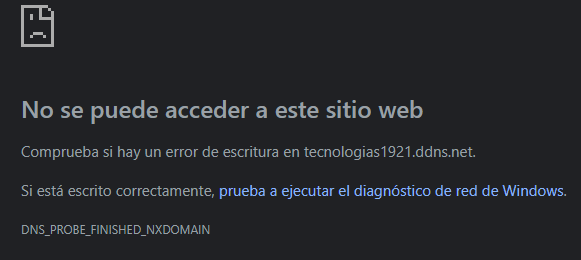 No se puede acceder a este sitio web
Comprueba si hay un error de escritura en tecnologias1921.ddns.net.
Si está escrito correctamente, prueba a ejecutar el diagnóstico de red de Windows.
DNS_PROBE_FINISHED_NXDOMAIN